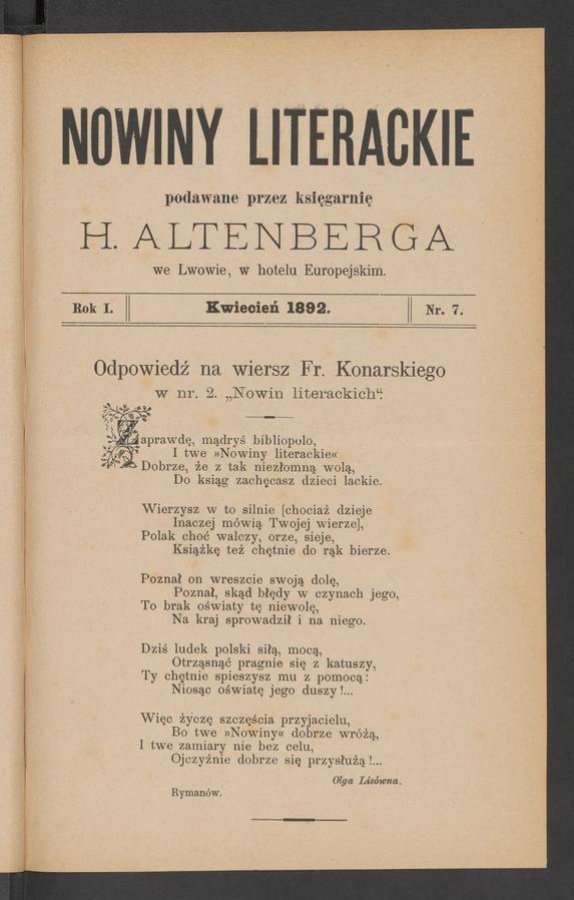 NOWINY LITERACKIE
podawane przez księgarnię
H. ALTENBERGA
we Lwowie, w hotelu Europejskim.
Rok I. Kwiecień 1892. Nr. 7.
Odpowiedź na wiersz Fr. Konarskiego
w nr. 2. „Nowin literackich“.
Zaprawdę, mądryś bibliopolo,
I twe »Nowiny literackie«
Dobrze, że z tak niezłomną wolą,
Do ksiąg zachęcasz dzieci lackie.
Wierzysz w to silnie [chociaż dzieje
Inaczej mówią Twojej wierze],
Polak choć walczy, orze, sieje,
Książkę też chętnie do rąk bierze.
Poznał on wreszcie swoją dolę,
Poznał, skąd błędy w czynach jego,
To brak oświaty tę niewolę,
Na kraj sprowadził i na niego.
Dziś ludek polski siłą, mocą,
Otrząsnąć pragnie się z katuszy,
Ty chętnie spieszysz mu z pomocą:
Niosąc oświatę jego duszy!...
Więc życzę szczęścia przyjacielu,
Bo twe »Nowiny« dobrze wróżą,
I twe zamiary nie bez celu,
Ojczyźnie dobrze się przysłużą!...
Olga Lisówna.
Rymanów.